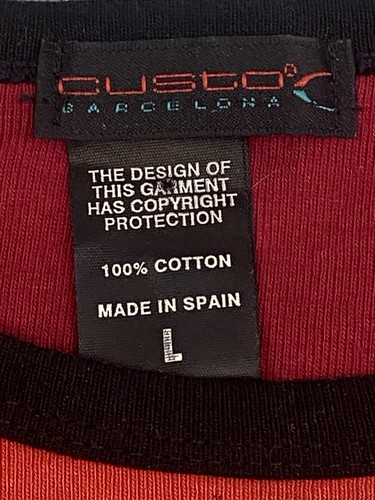 custo
BARCELONA
THE DESIGN OF
THIS GARMENT
HAS COPYRIGHT
PROTECTION
100% COTTON
MADE IN SPAIN
L